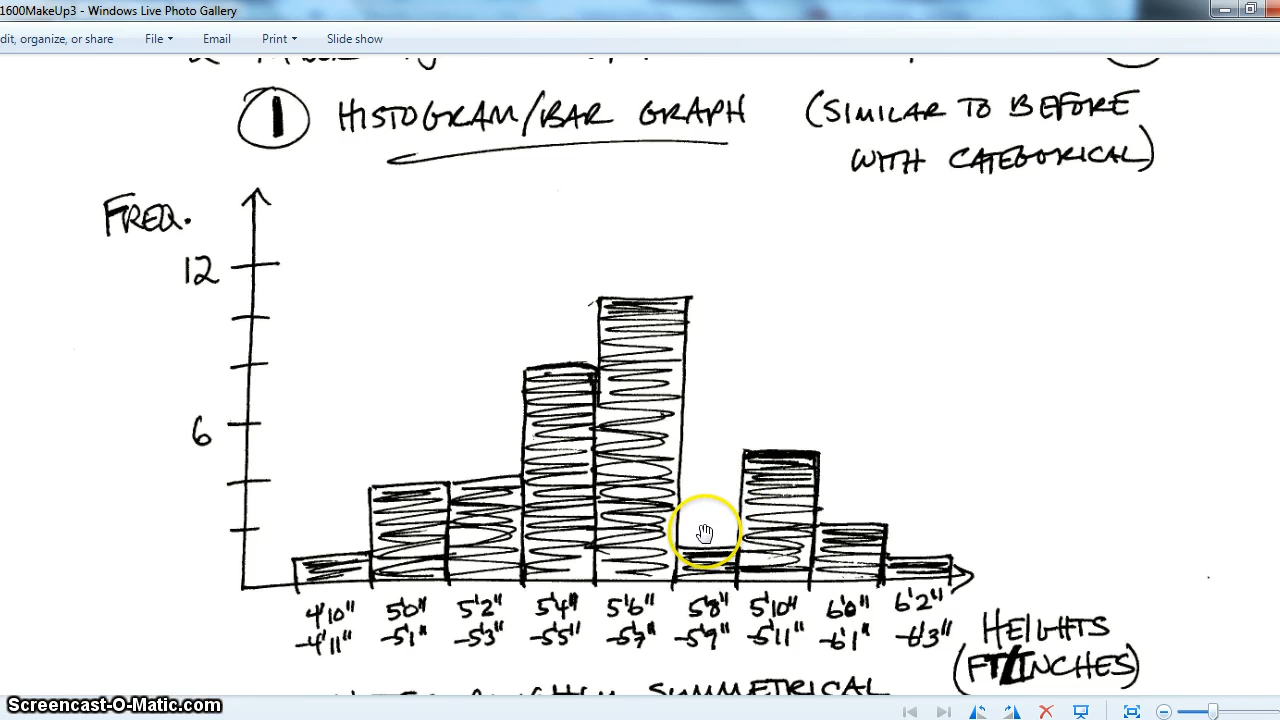 1600MakeUp3 - Windows Live Photo Gallery
dit, organize, or share File Email Print Slide show
1 HISTOGRAM/BAR GRAPH (SIMILAR TO BEFORE
WITH CATEGORICAL)
FREQ.
12
6
4'10" 5'0" 5'2" 5'4" 5'6" 5'8" 5'10" 6'0" 6'2"
-4'11" -5'1" -5'3" -5'5" -5'7" -5'9" -5'11" -6'1" -6'3"
HEIGHTS
(FT/INCHES)
SYMMETRICAL
Screencast-O-Matic.com